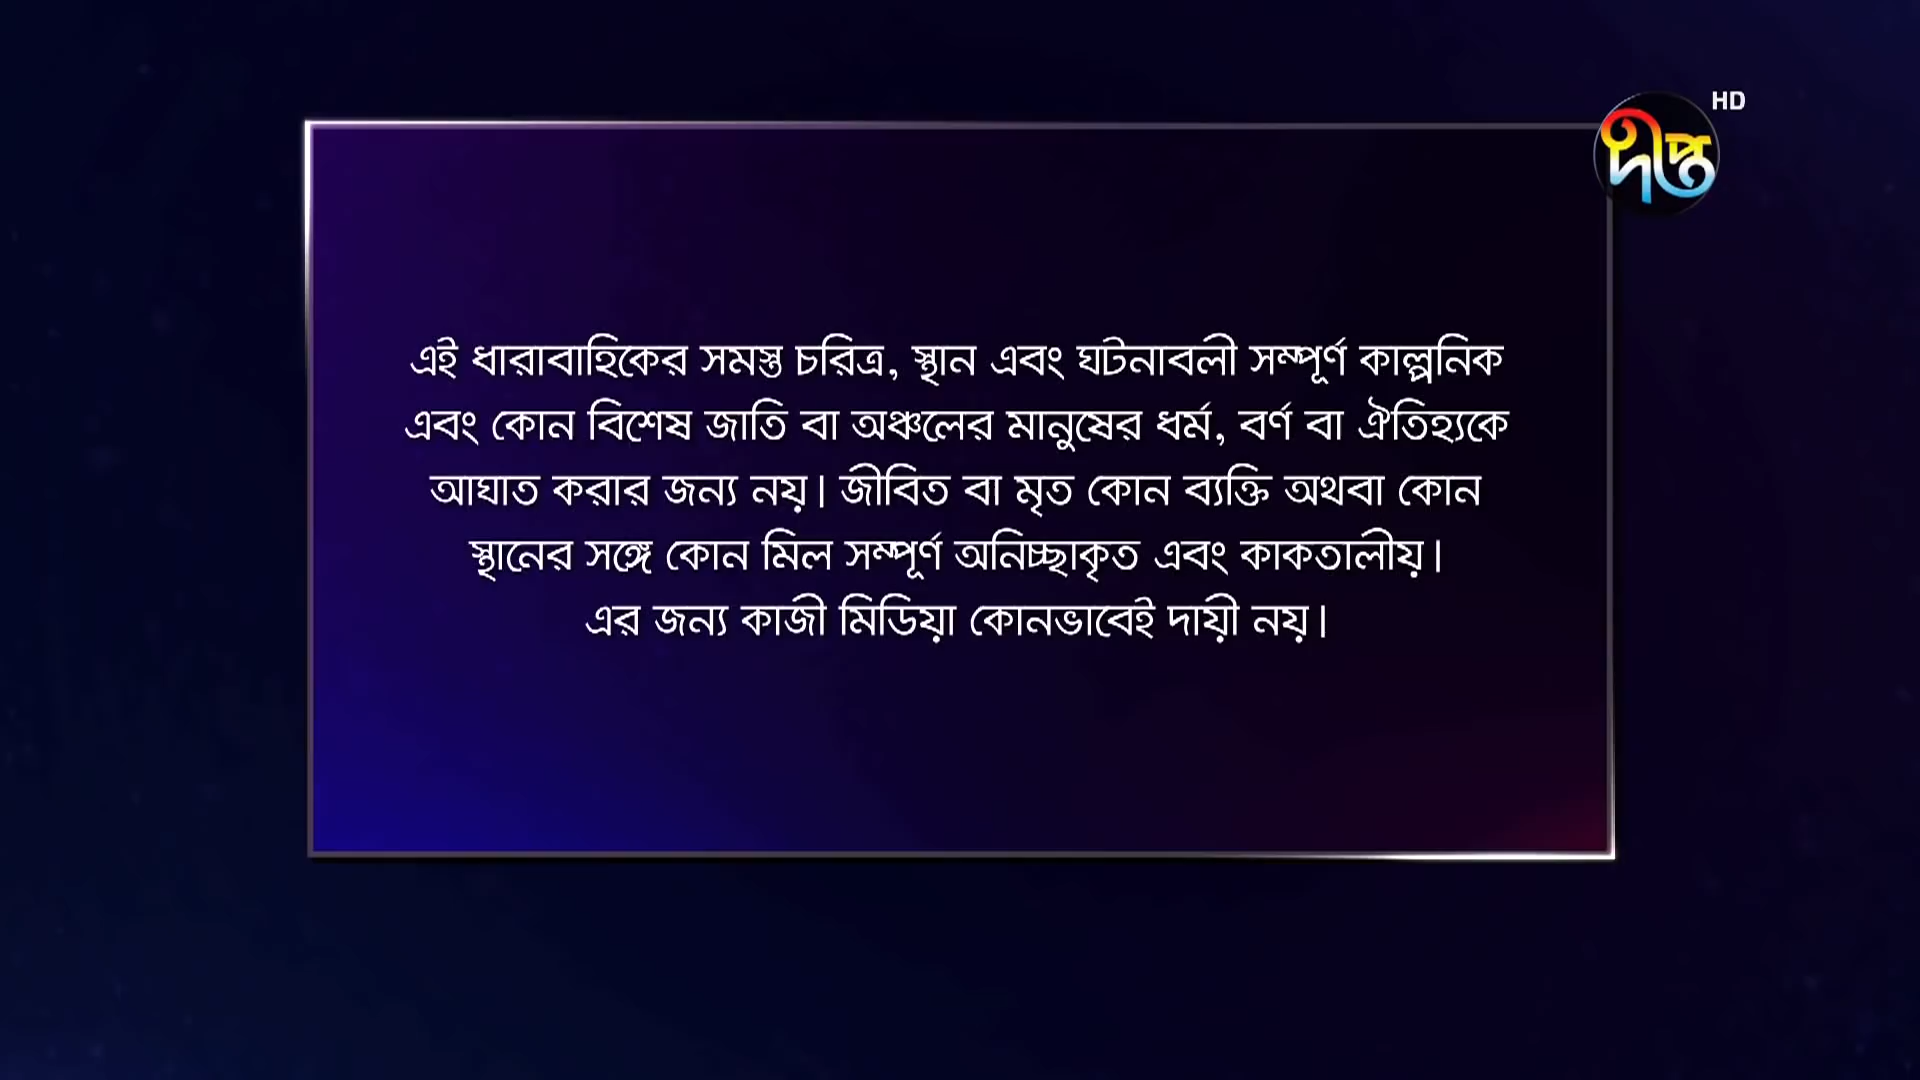 HD
দীপ্ত
এই ধারাবাহিকের সমস্ত চরিত্র, স্থান এবং ঘটনাবলী সম্পূর্ণ কাল্পনিক
এবং কোন বিশেষ জাতি বা অঞ্চলের মানুষের ধর্ম, বর্ণ বা ঐতিহ্যকে
আঘাত করার জন্য নয়। জীবিত বা মৃত কোন ব্যক্তি অথবা কোন
স্থানের সঙ্গে কোন মিল সম্পূর্ণ অনিচ্ছাকৃত এবং কাকতালীয়।
এর জন্য কাজী মিডিয়া কোনভাবেই দায়ী নয়।